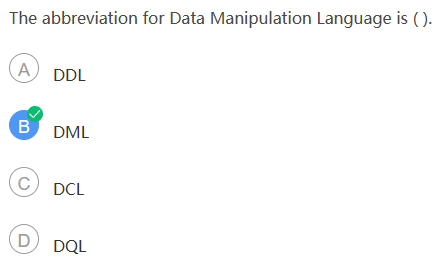 The abbreviation for Data Manipulation Language is ( ).
A DDL
B DML
C DCL
D DQL